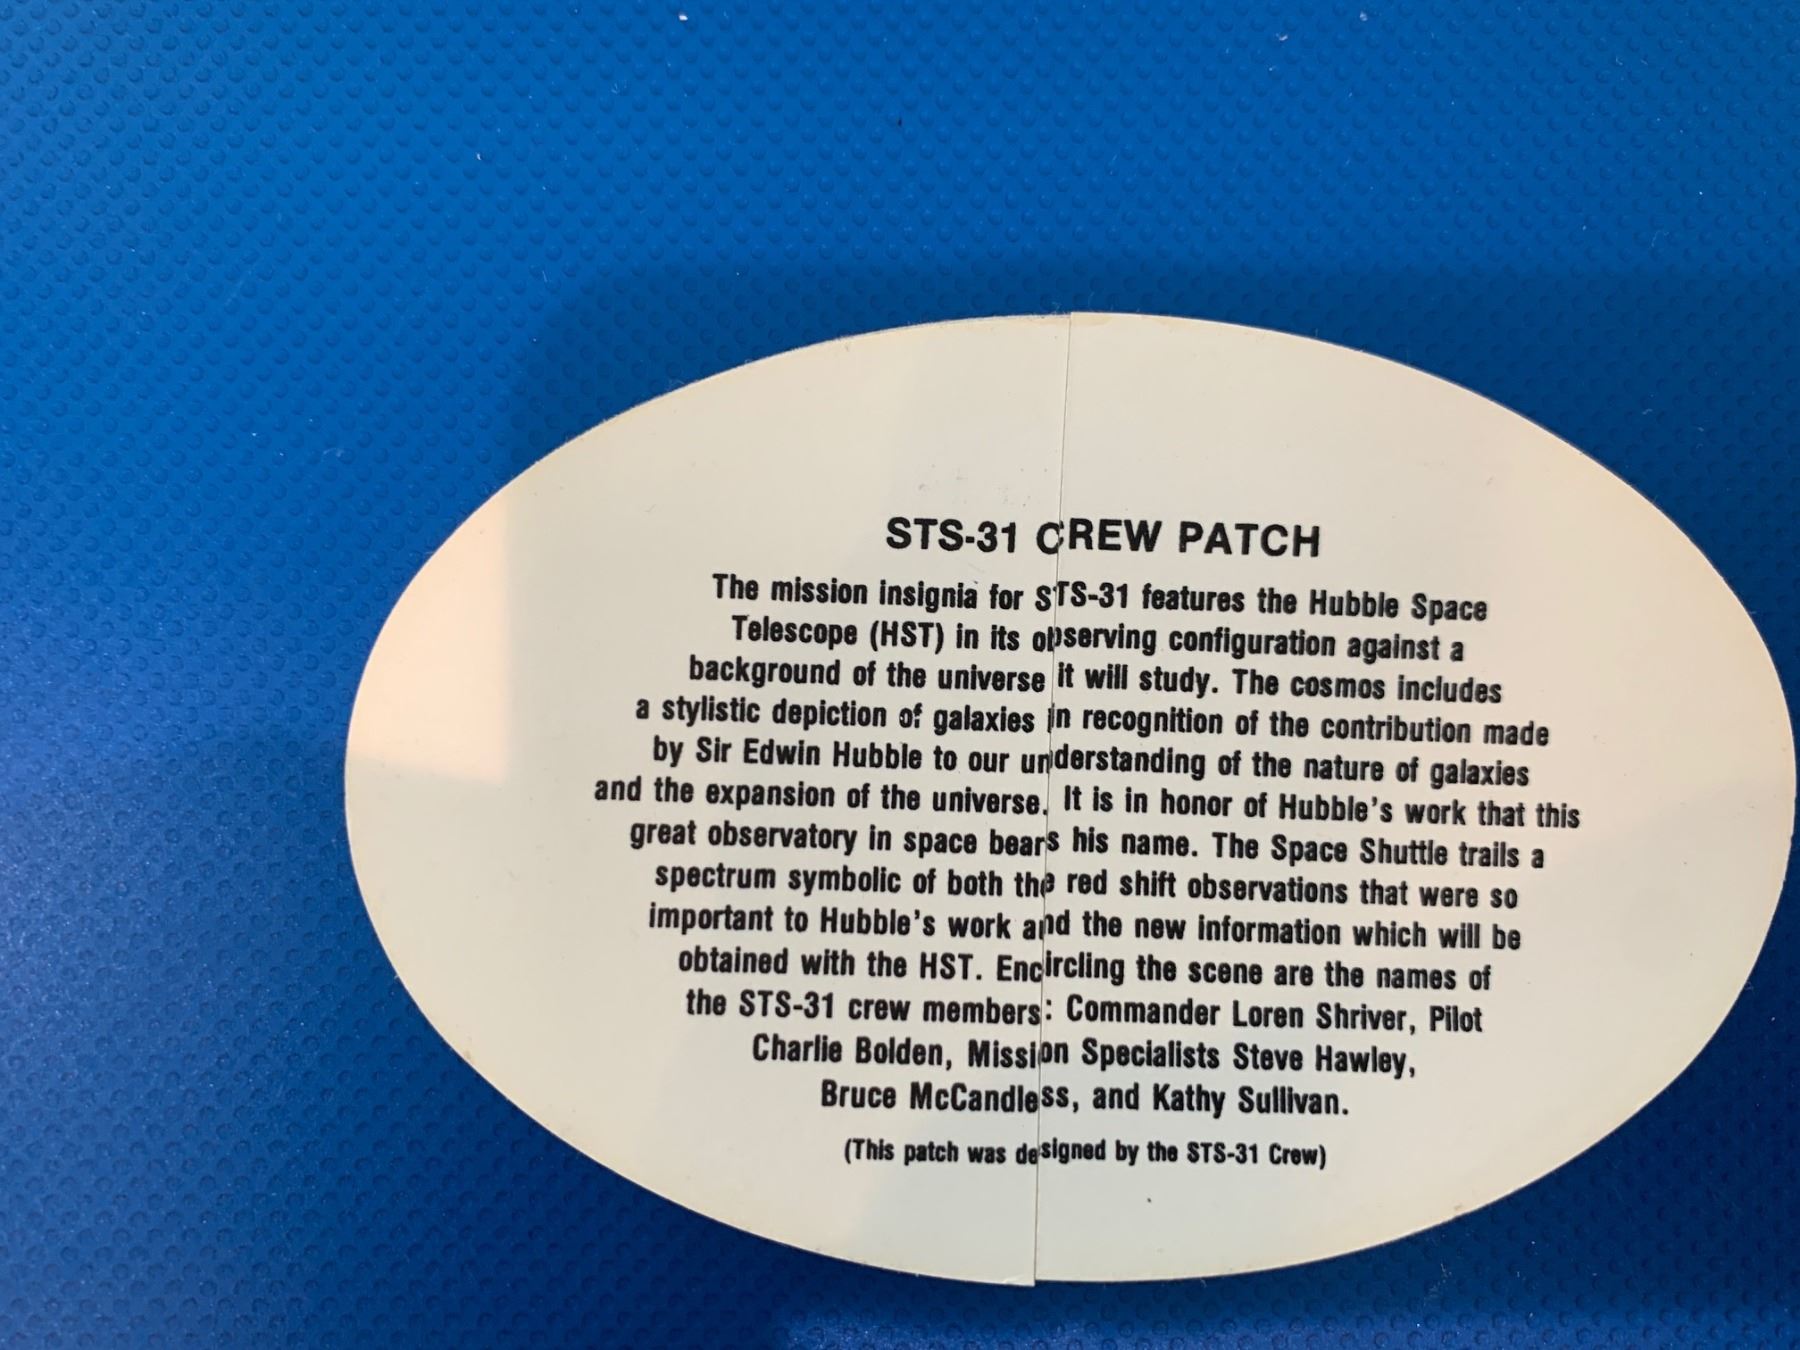 STS-31 CREW PATCH
The mission insignia for STS-31 features the Hubble Space
Telescope (HST) in its observing configuration against a
background of the universe it will study. The cosmos includes
a stylistic depiction of galaxies in recognition of the contribution made
by Sir Edwin Hubble to our understanding of the nature of galaxies
and the expansion of the universe. It is in honor of Hubble's work that this
great observatory in space bears his name. The Space Shuttle trails a
spectrum symbolic of both the red shift observations that were so
important to Hubble's work and the new information which will be
obtained with the HST. Encircling the scene are the names of
the STS-31 crew members: Commander Loren Shriver, Pilot
Charlie Bolden, Mission Specialists Steve Hawley,
Bruce McCandless, and Kathy Sullivan.
(This patch was designed by the STS-31 Crew)